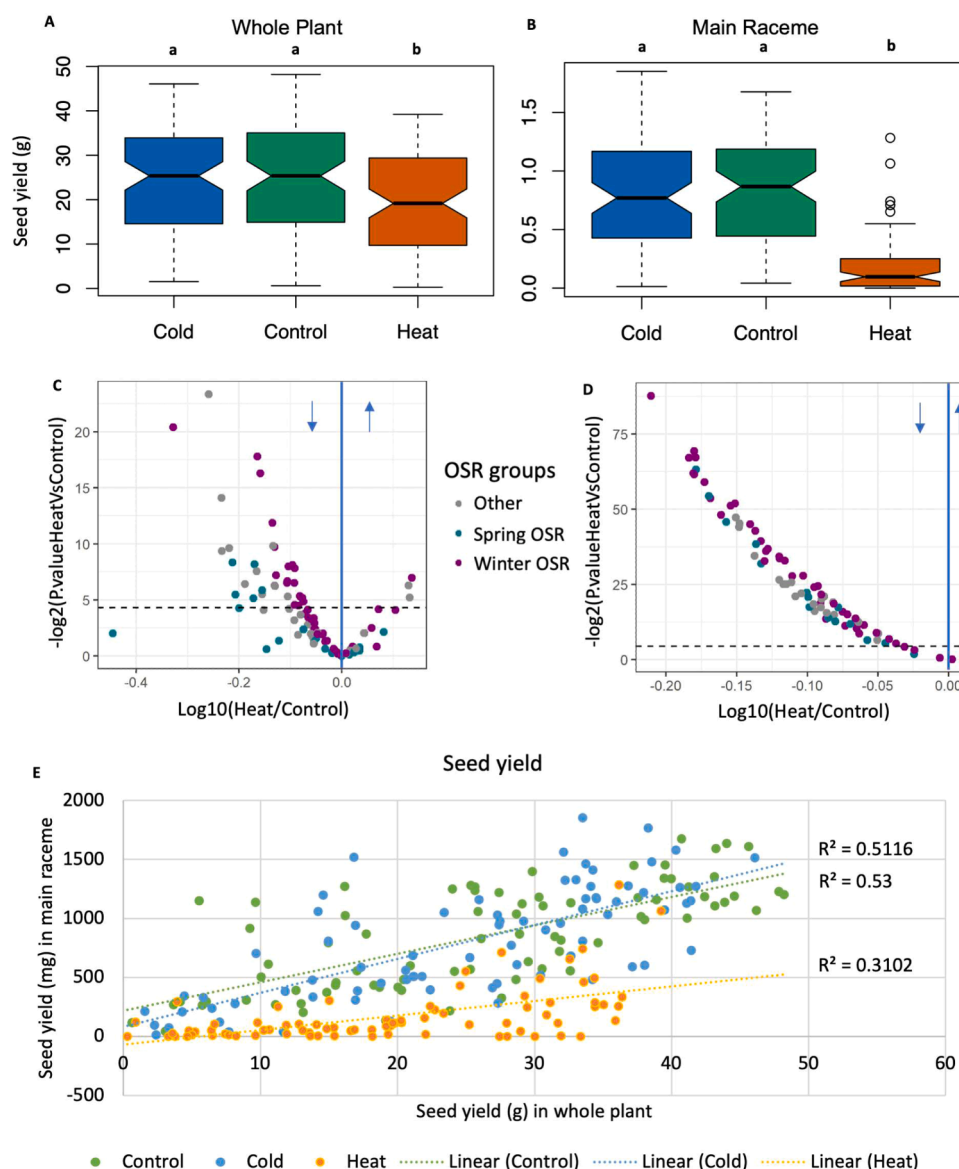 A
Whole Plant
a
a
b
Seed yield (g)
50
40
30
20
10
0
Cold
Control
Heat
B
Main Raceme
a
a
b
1.5
1.0
0.5
0.0
Cold
Control
Heat
C
-log2(P.valueHeatVsControl)
20
15
10
5
0
-0.4
-0.2
0.0
Log10(Heat/Control)
OSR groups
Other
Spring OSR
Winter OSR
D
-log2(P.valueHeatVsControl)
75
50
25
0
-0.20
-0.15
-0.10
-0.05
0.00
Log10(Heat/Control)
E
Seed yield
Seed yield (mg) in main raceme
2000
1500
1000
500
0
-500
0
10
20
30
40
50
60
R² = 0.5116
R² = 0.53
R² = 0.3102
Seed yield (g) in whole plant
Control
Cold
Heat
Linear (Control)
Linear (Cold)
Linear (Heat)